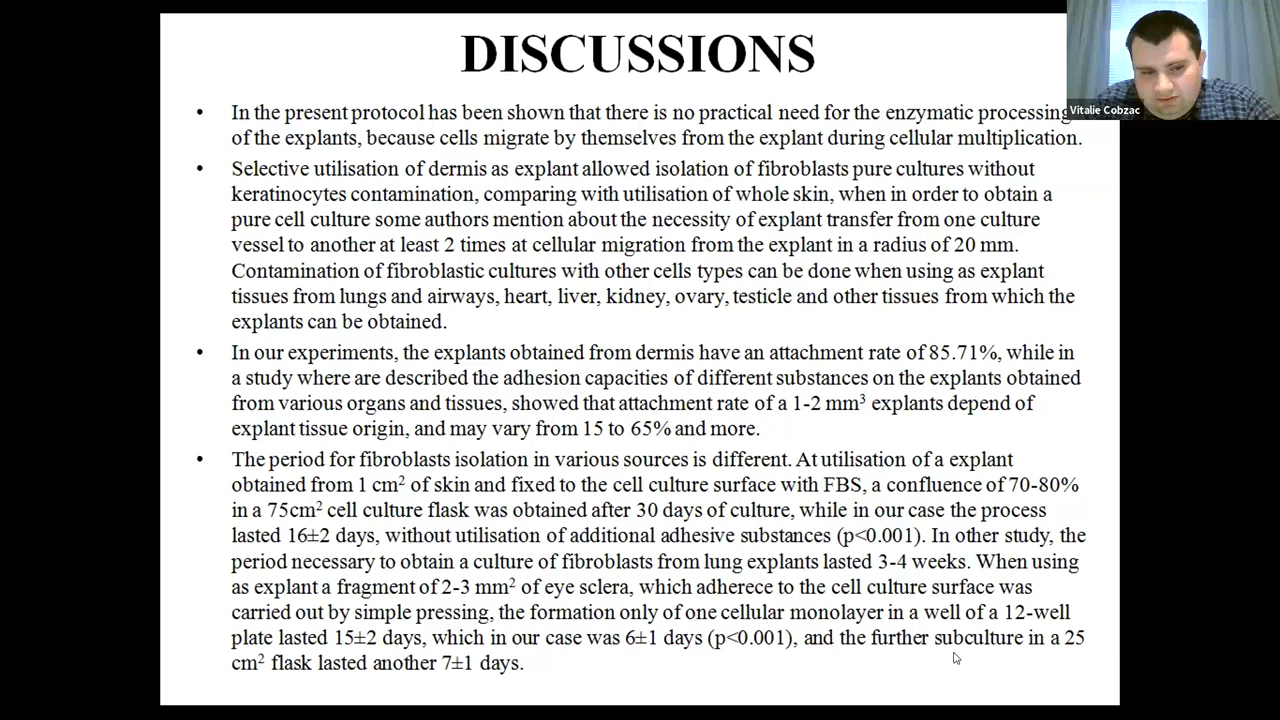 DISCUSSIONS
• In the present protocol has been shown that there is no practical need for the enzymatic processing
of the explants, because cells migrate by themselves from the explant during cellular multiplication.
• Selective utilisation of dermis as explant allowed isolation of fibroblasts pure cultures without
keratinocytes contamination, comparing with utilisation of whole skin, when in order to obtain a
pure cell culture some authors mention about the necessity of explant transfer from one culture
vessel to another at least 2 times at cellular migration from the explant in a radius of 20 mm.
Contamination of fibroblastic cultures with other cells types can be done when using as explant
tissues from lungs and airways, heart, liver, kidney, ovary, testicle and other tissues from which the
explants can be obtained.
• In our experiments, the explants obtained from dermis have an attachment rate of 85.71%, while in
a study where are described the adhesion capacities of different substances on the explants obtained
from various organs and tissues, showed that attachment rate of a 1-2 mm³ explants depend of
explant tissue origin, and may vary from 15 to 65% and more.
• The period for fibroblasts isolation in various sources is different. At utilisation of a explant
obtained from 1 cm² of skin and fixed to the cell culture surface with FBS, a confluence of 70-80%
in a 75cm² cell culture flask was obtained after 30 days of culture, while in our case the process
lasted 16±2 days, without utilisation of additional adhesive substances (p<0.001). In other study, the
period necessary to obtain a culture of fibroblasts from lung explants lasted 3-4 weeks. When using
as explant a fragment of 2-3 mm² of eye sclera, which adherece to the cell culture surface was
carried out by simple pressing, the formation only of one cellular monolayer in a well of a 12-well
plate lasted 15±2 days, which in our case was 6±1 days (p<0.001), and the further subculture in a 25
cm² flask lasted another 7±1 days.
Vitalie Cobzac